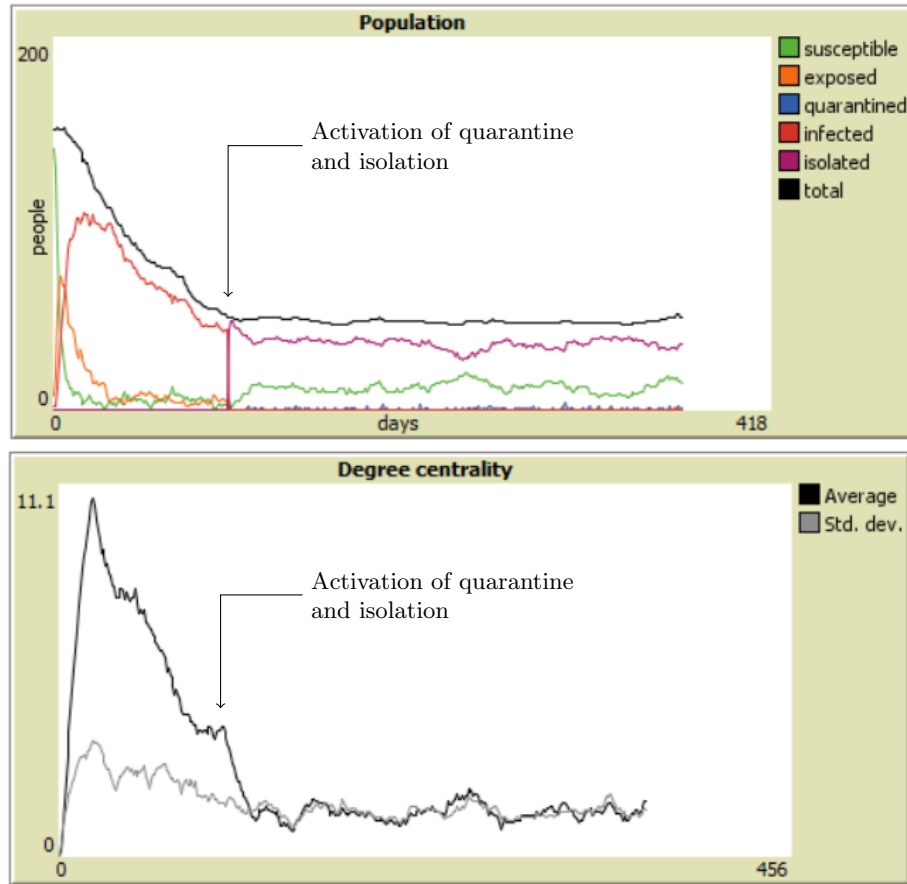 Population
200
people
0
0
days
418
susceptible
exposed
quarantined
infected
isolated
total
Activation of quarantine
and isolation
Degree centrality
11.1
0
0
456
Average
Std. dev.
Activation of quarantine
and isolation